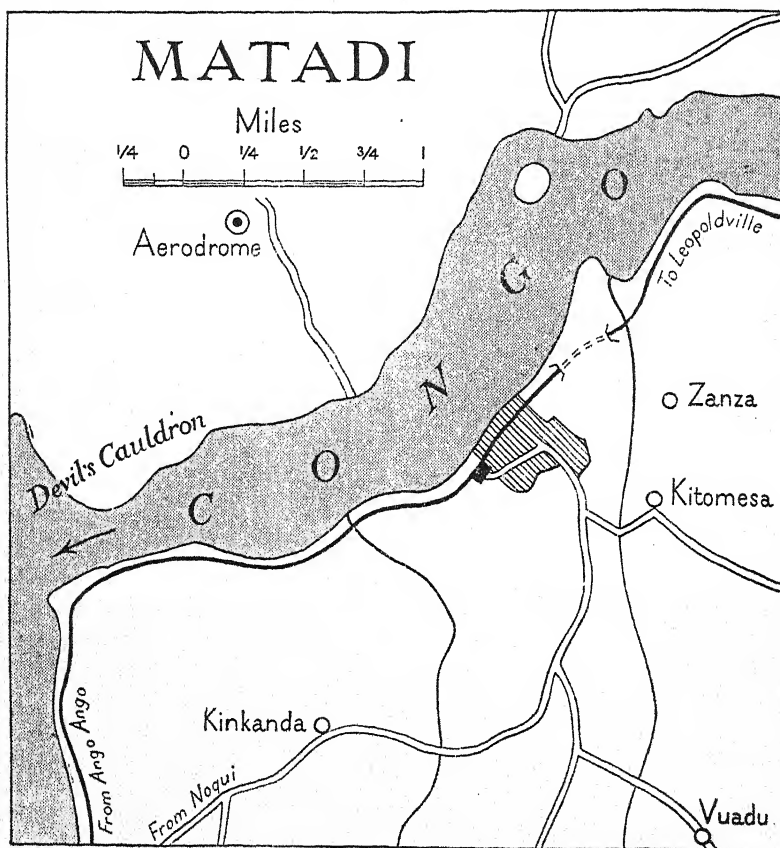 MATADI
Miles
1/4 0 1/4 1/2 3/4 1
Aerodrome
CONGO
To Leopoldville
Zanza
Devil's Cauldron
Kitomesa
Kinkanda
From Ango Ango
From Noqui
Vuadu